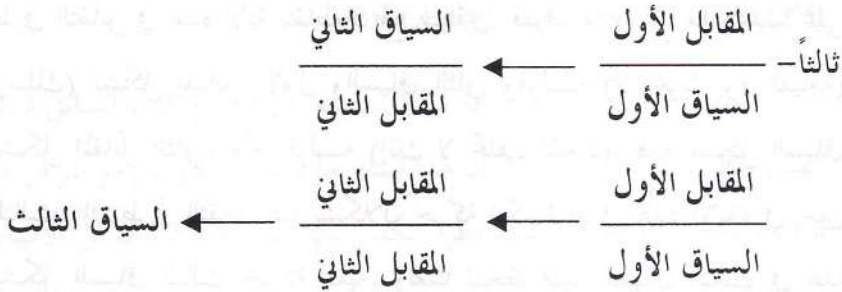 المقابل الأول السياق الثاني
ثالثاً–
السياق الأول المقابل الثاني
المقابل الأول المقابل الثاني
السياق الثالث
السياق الأول المقابل الثاني